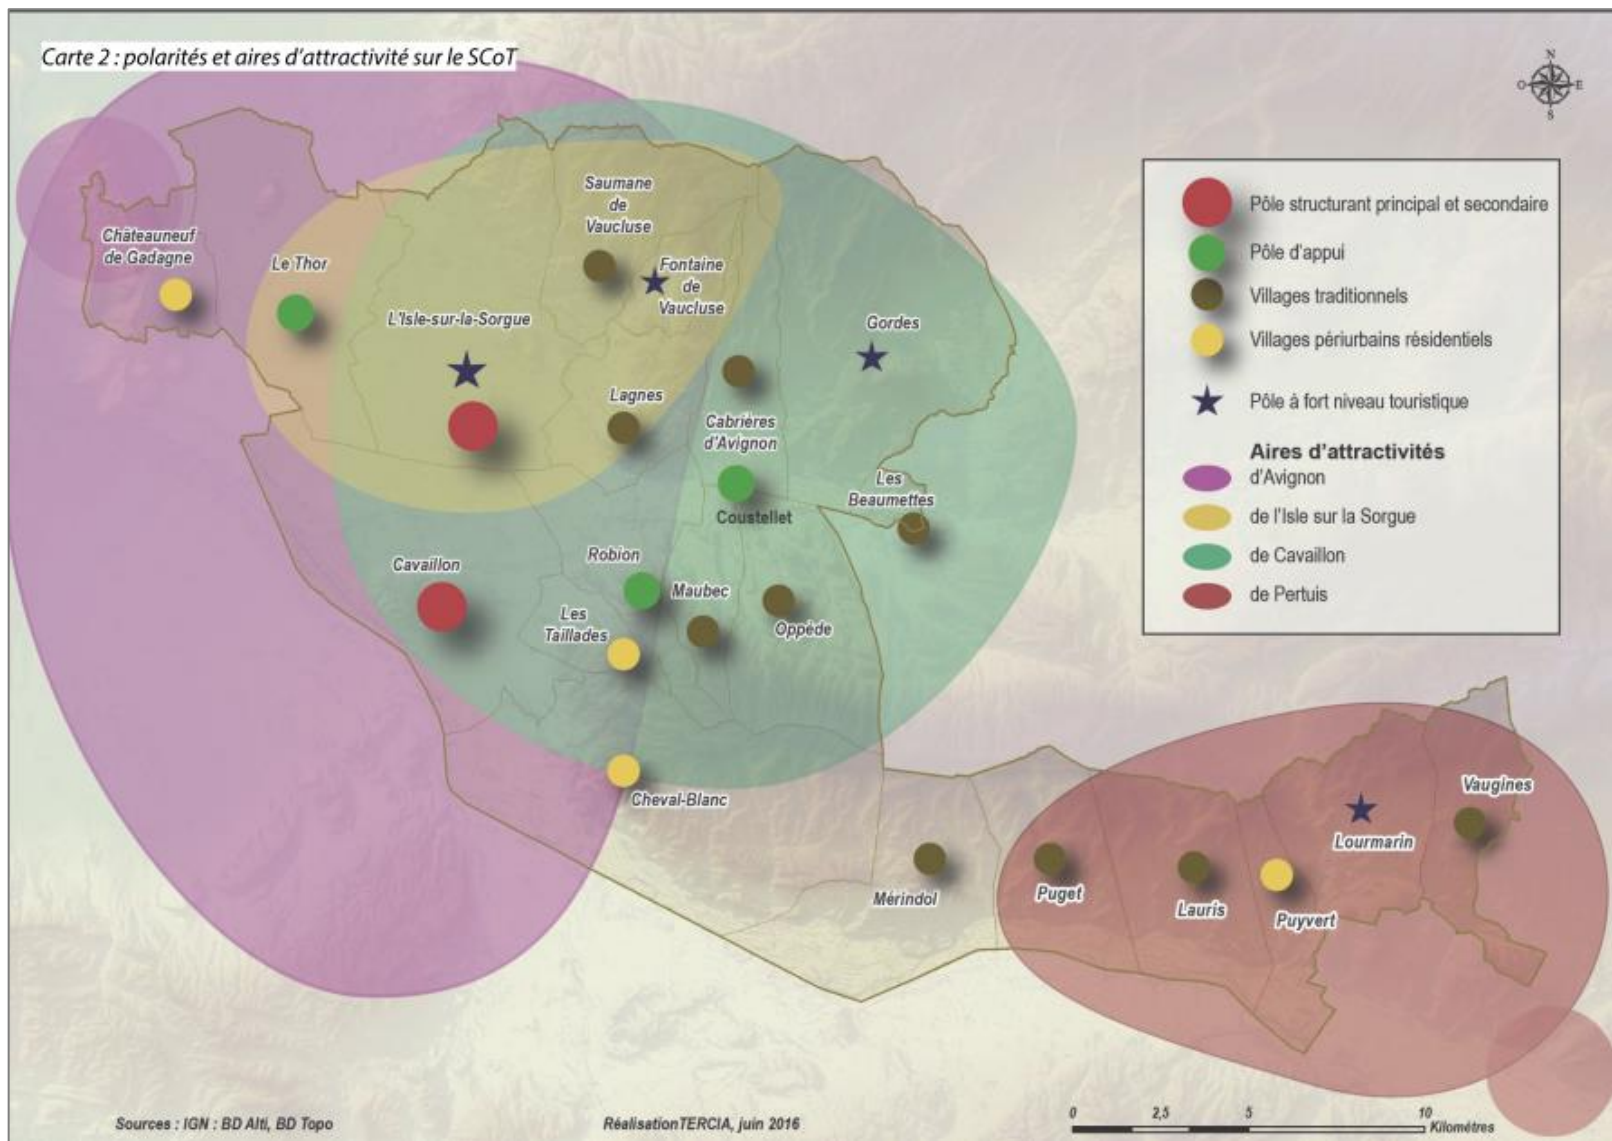 Carte 2 : polarités et aires d'attractivité sur le SCoT
N
O
E
S
Pôle structurant principal et secondaire
Pôle d'appui
Villages traditionnels
Villages périurbains résidentiels
Pôle à fort niveau touristique
Aires d'attractivités
d'Avignon
de l'Isle sur la Sorgue
de Cavaillon
de Pertuis
Saumane
de
Vaucluse
Châteauneuf
de Gadagne
Le Thor
Fontaine
de
Vaucluse
L'Isle-sur-la-Sorgue
Gordes
Lagnes
Cabrières
d'Avignon
Les
Beaumettes
Coustellet
Cavaillon
Robion
Maubec
Les
Taillades
Oppède
Cheval-Blanc
Vaugines
Lourmarin
Mérindol
Puget
Lauris
Puyvert
Sources : IGN : BD Alti, BD Topo
RéalisationTERCIA, juin 2016
0
2,5
5
10
Kilométres